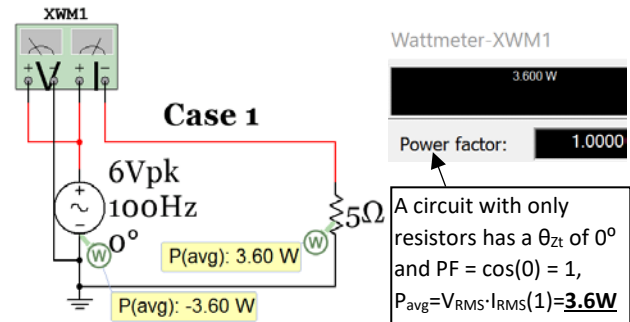 XWM1
+ V - + I -
Case 1
6Vpk
100Hz
0°
5Ω
W
W
P(avg): 3.60 W
P(avg): -3.60 W
Wattmeter-XWM1
3.600 W
Power factor: 1.0000
A circuit with only
resistors has a θZt of 0º
and PF = cos(0) = 1,
Pavg=VRMS·IRMS(1)=3.6W